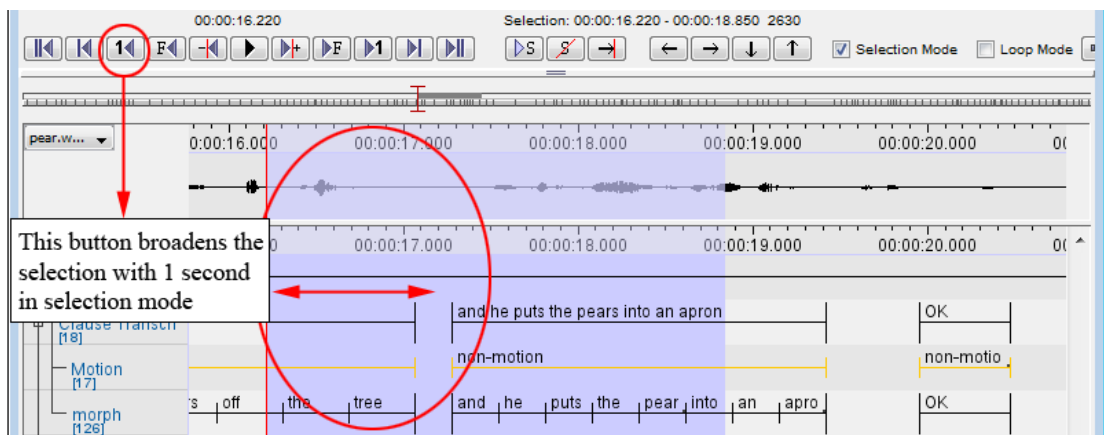 00:00:16.220 Selection: 00:00:16.220 - 00:00:18.850 2630
1 F + F 1 S S Selection Mode Loop Mode
pear.w... 0:00:16.000 00:00:17.000 00:00:18.000 00:00:19.000 00:00:20.000 00
0 00:00:17.000 00:00:18.000 00:00:19.000 00:00:20.000 00
This button broadens the
selection with 1 second
in selection mode
and he puts the pears into an apron OK
Clause Transch
[18]
non-motion non-motio
Motion
[17]
s off the tree and he puts the pear into an apro OK
morph
[126]